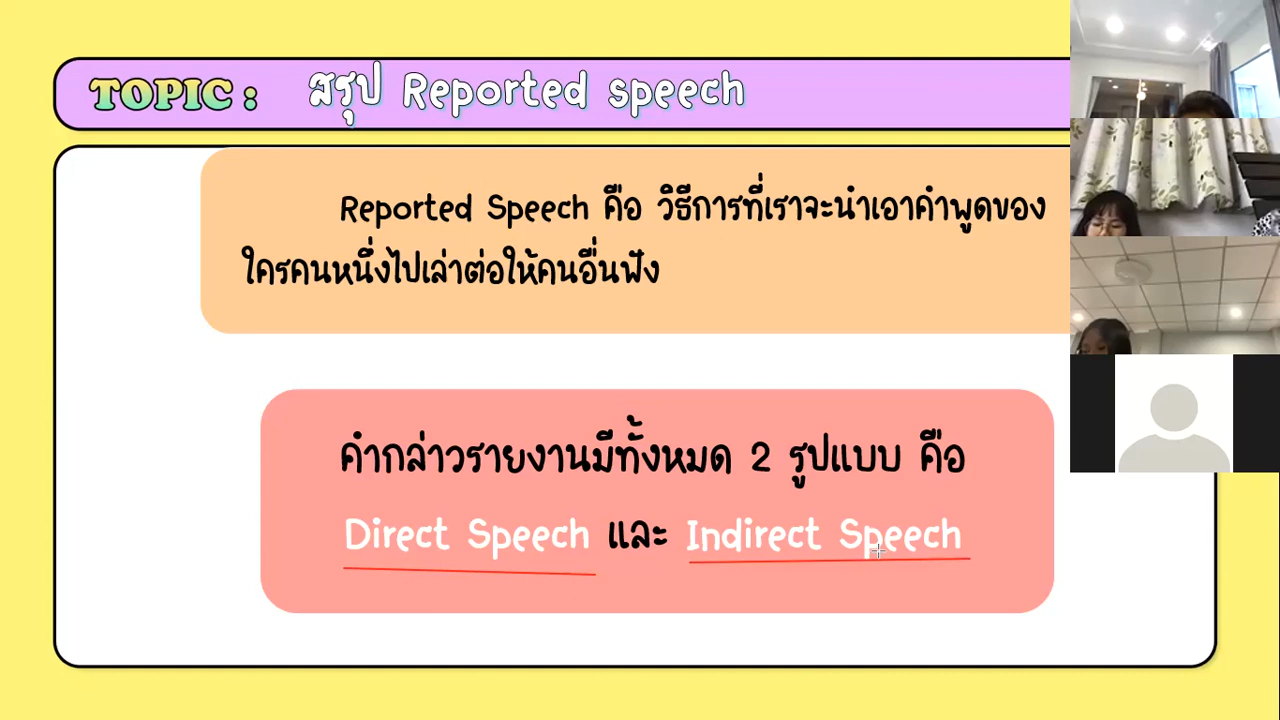 TOPIC : สรุป Reported speech
Reported Speech คือ วิธีการที่เราจะนำเอาคำพูดของ
ใครคนหนึ่งไปเล่าต่อให้คนอื่นฟัง
คำกล่าวรายงานมีทั้งหมด 2 รูปแบบ คือ
Direct Speech และ Indirect Speech